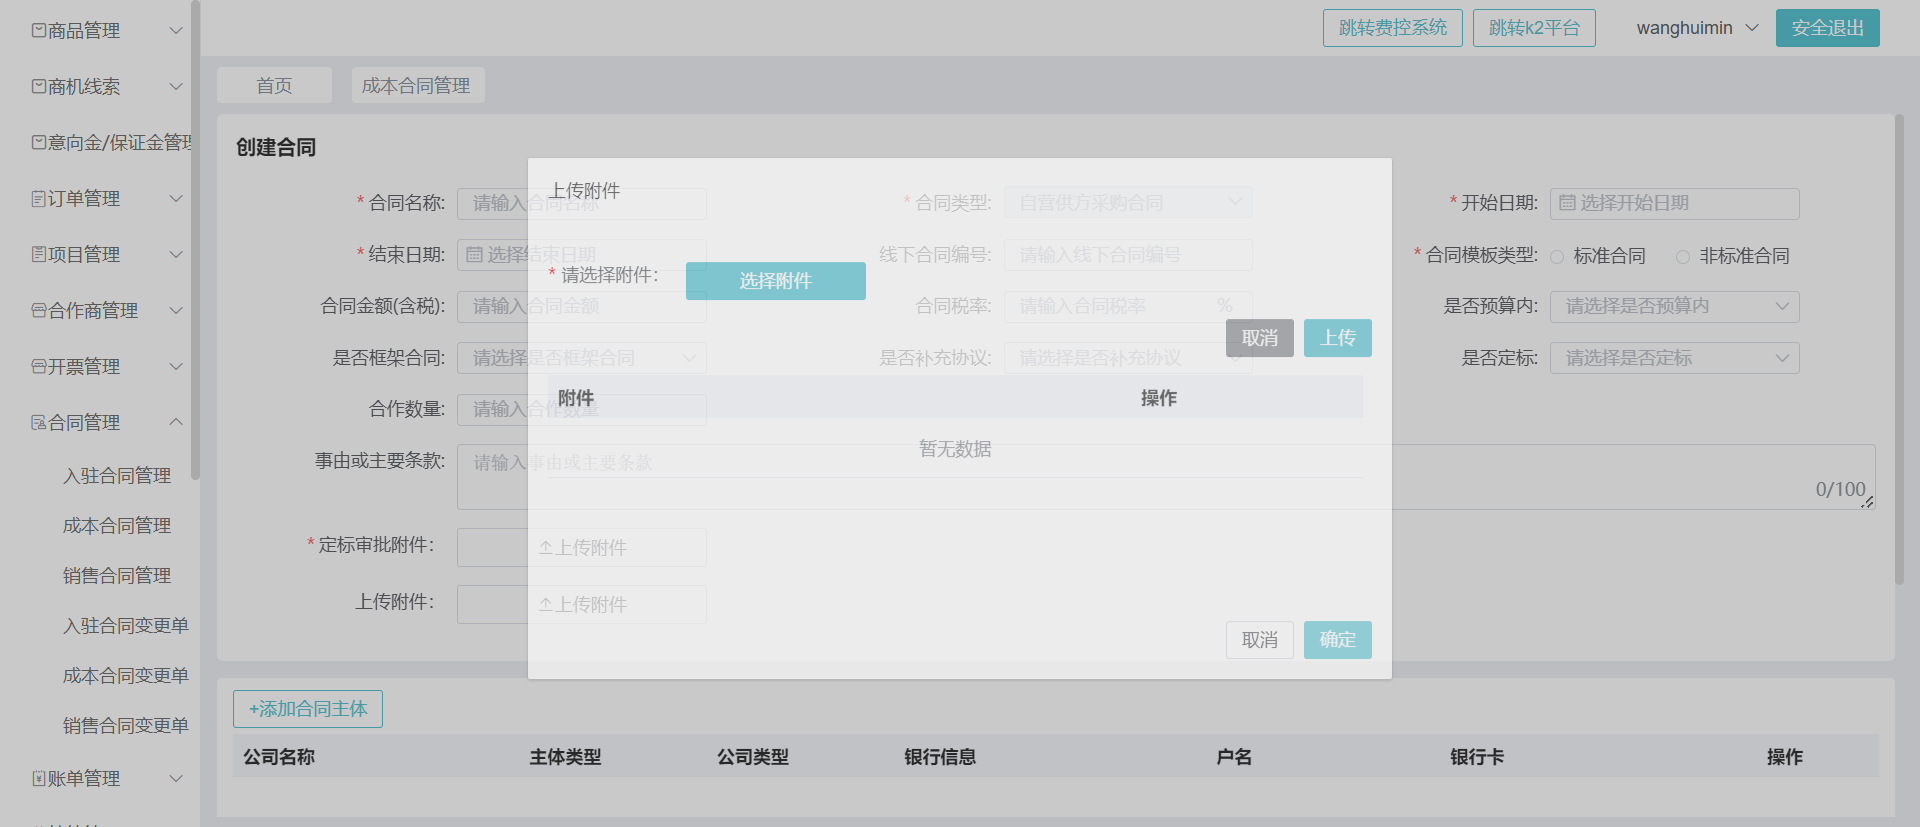 商品管理
商机线索
意向金/保证金管理
订单管理
项目管理
合作商管理
开票管理
合同管理
入驻合同管理
成本合同管理
销售合同管理
入驻合同变更单
成本合同变更单
销售合同变更单
账单管理
跳转费控系统 跳转k2平台 wanghuimin 安全退出
首页 成本合同管理
创建合同
* 合同名称: 请输入合同名称 * 合同类型: 自营供方采购合同 * 开始日期: 选择开始日期
* 结束日期: 选择结束日期 线下合同编号: 请输入线下合同编号 * 合同模板类型: 标准合同 非标准合同
合同金额(含税): 请输入合同金额 合同税率: 请输入合同税率 % 是否预算内: 请选择是否预算内
是否框架合同: 请选择是否框架合同 是否补充协议: 请选择是否补充协议 是否定标: 请选择是否定标
合作数量: 请输入合作数量
事由或主要条款: 请输入事由或主要条款
0/100
* 定标审批附件: 上传附件
上传附件: 上传附件
上传附件
* 请选择附件: 选择附件
取消 上传
附件 操作
暂无数据
取消 确定
+添加合同主体
公司名称 主体类型 公司类型 银行信息 户名 银行卡 操作